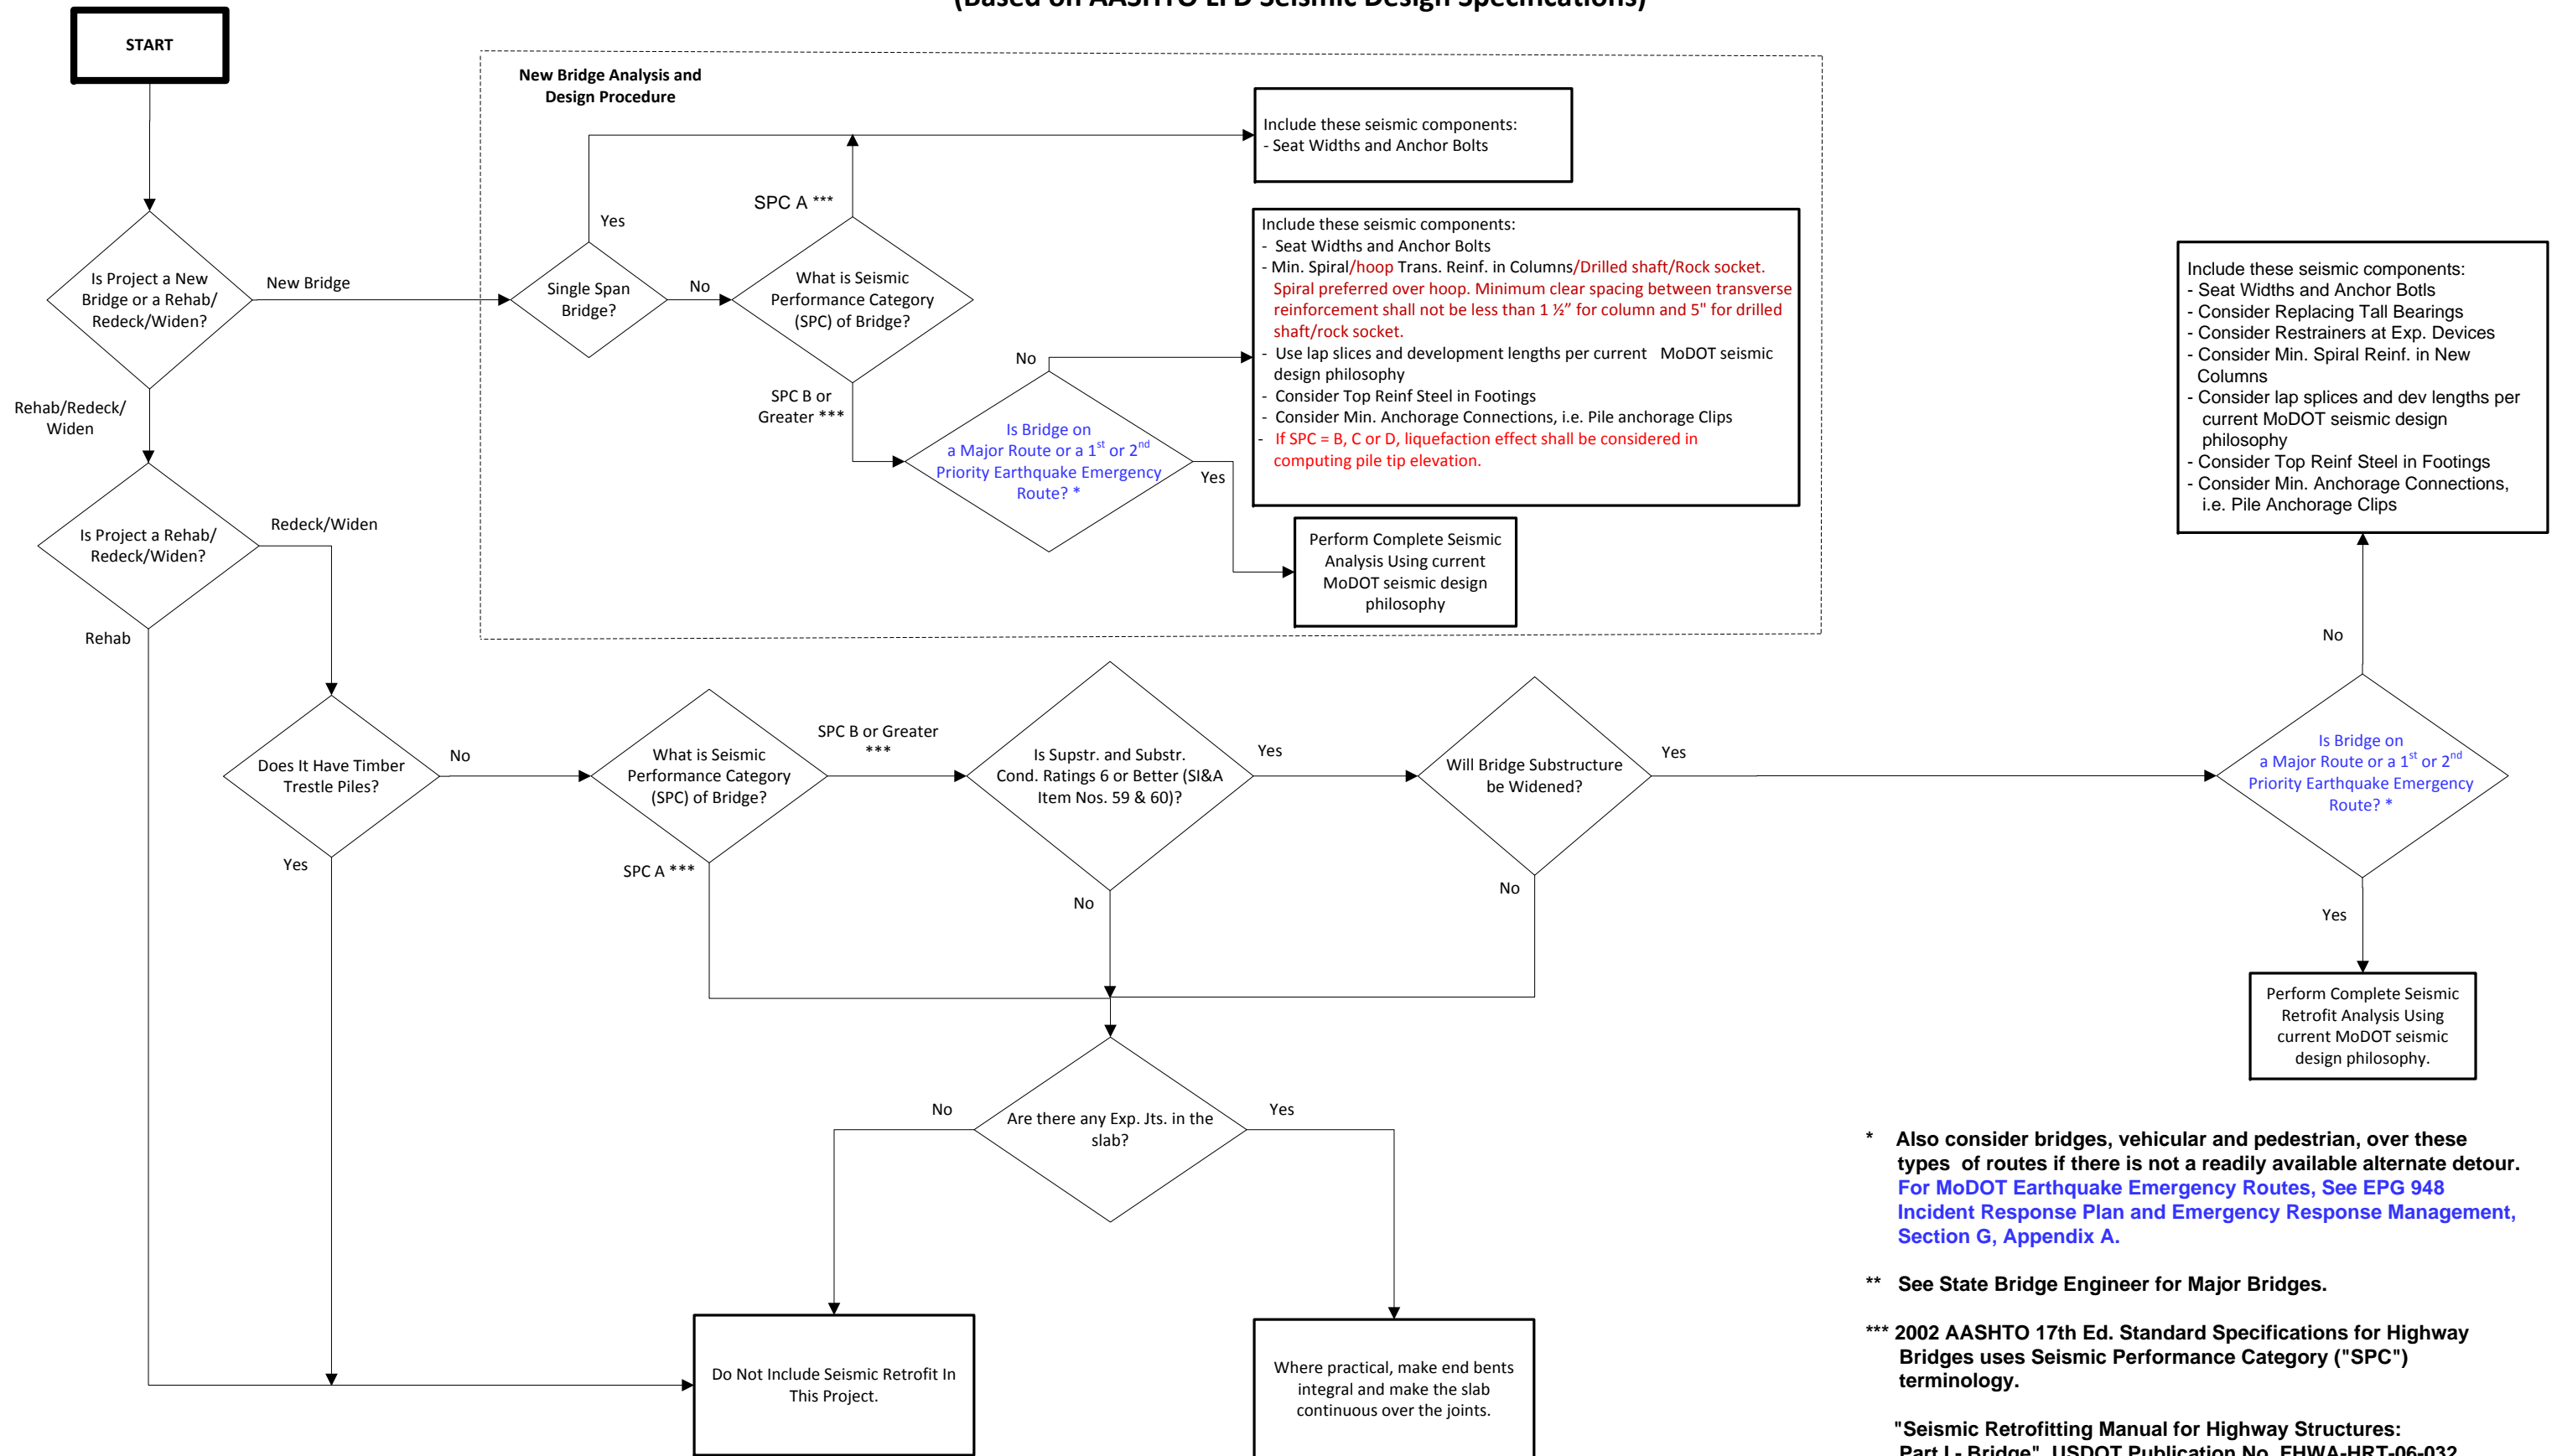 (Based on AASHTO LFD Seismic Design Specifications)
START
New Bridge Analysis and
Design Procedure
Include these seismic components:
- Seat Widths and Anchor Bolts
SPC A ***
Yes
Is Project a New
Bridge or a Rehab/
Redeck/Widen?
New Bridge
Single Span
Bridge?
No
What is Seismic
Performance Category
(SPC) of Bridge?
Include these seismic components:
- Seat Widths and Anchor Bolts
- Min. Spiral/hoop Trans. Reinf. in Columns/Drilled shaft/Rock socket.
Spiral preferred over hoop. Minimum clear spacing between transverse
reinforcement shall not be less than 1 ½” for column and 5" for drilled
shaft/rock socket.
- Use lap slices and development lengths per current MoDOT seismic
design philosophy
- Consider Top Reinf Steel in Footings
- Consider Min. Anchorage Connections, i.e. Pile anchorage Clips
- If SPC = B, C or D, liquefaction effect shall be considered in
computing pile tip elevation.
No
SPC B or
Greater ***
Is Bridge on
a Major Route or a 1st or 2nd
Priority Earthquake Emergency
Route? *
Yes
Perform Complete Seismic
Analysis Using current
MoDOT seismic design
philosophy
Include these seismic components:
- Seat Widths and Anchor Botls
- Consider Replacing Tall Bearings
- Consider Restrainers at Exp. Devices
- Consider Min. Spiral Reinf. in New
Columns
- Consider lap splices and dev lengths per
current MoDOT seismic design
philosophy
- Consider Top Reinf Steel in Footings
- Consider Min. Anchorage Connections,
i.e. Pile Anchorage Clips
Rehab/Redeck/
Widen
Is Project a Rehab/
Redeck/Widen?
Redeck/Widen
Rehab
No
Does It Have Timber
Trestle Piles?
No
Yes
What is Seismic
Performance Category
(SPC) of Bridge?
SPC B or Greater
***
SPC A ***
Is Supstr. and Substr.
Cond. Ratings 6 or Better (SI&A
Item Nos. 59 & 60)?
Yes
No
Will Bridge Substructure
be Widened?
Yes
No
Is Bridge on
a Major Route or a 1st or 2nd
Priority Earthquake Emergency
Route? *
Yes
Perform Complete Seismic
Retrofit Analysis Using
current MoDOT seismic
design philosophy.
No
Are there any Exp. Jts. in the
slab?
Yes
Do Not Include Seismic Retrofit In
This Project.
Where practical, make end bents
integral and make the slab
continuous over the joints.
* Also consider bridges, vehicular and pedestrian, over these
types of routes if there is not a readily available alternate detour.
For MoDOT Earthquake Emergency Routes, See EPG 948
Incident Response Plan and Emergency Response Management,
Section G, Appendix A.
** See State Bridge Engineer for Major Bridges.
*** 2002 AASHTO 17th Ed. Standard Specifications for Highway
Bridges uses Seismic Performance Category ("SPC")
terminology.
"Seismic Retrofitting Manual for Highway Structures:
Part I - Bridge", USDOT Publication No. FHWA-HRT-06-032